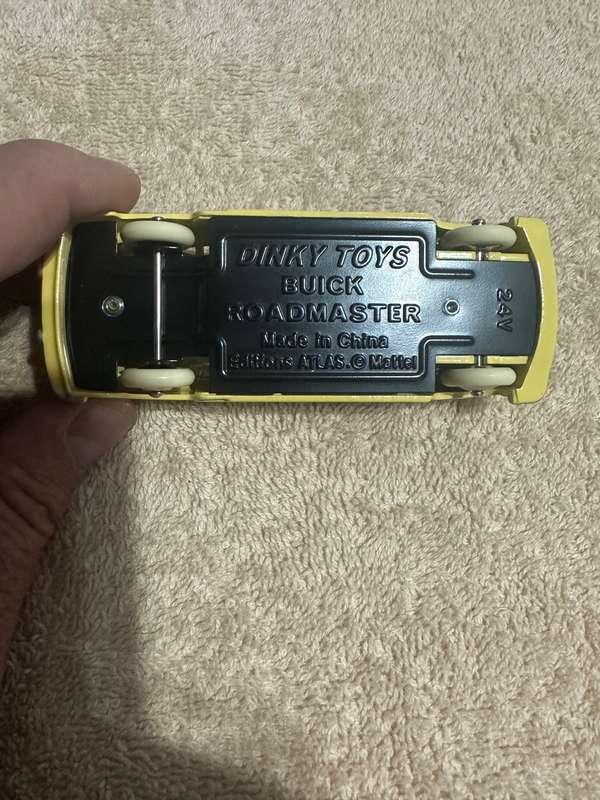 DINKY TOYS
BUICK
ROADMASTER
Made in China
Editions ATLAS.© Mattel
24V